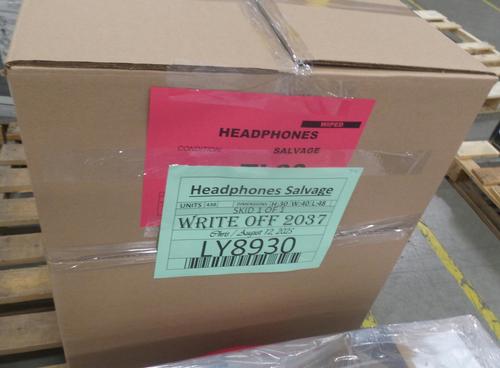 WIPED
HEADPHONES
CONDITION: SALVAGE
Headphones Salvage
UNITS 438 DIMENSIONS H:30 W:40 L:48
SKID 1 OF 1
WRITE OFF 2037
Chris / August 12, 2025
LY8930